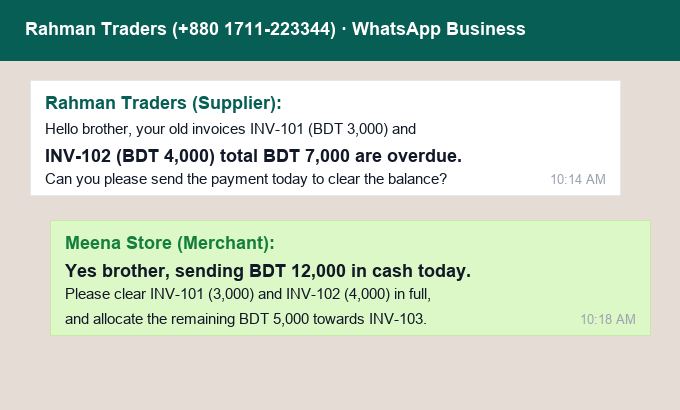 Rahman Traders (+880 1711-223344) · WhatsApp Business
Rahman Traders (Supplier):
Hello brother, your old invoices INV-101 (BDT 3,000) and
INV-102 (BDT 4,000) total BDT 7,000 are overdue.
Can you please send the payment today to clear the balance?
10:14 AM
Meena Store (Merchant):
Yes brother, sending BDT 12,000 in cash today.
Please clear INV-101 (3,000) and INV-102 (4,000) in full,
and allocate the remaining BDT 5,000 towards INV-103.
10:18 AM